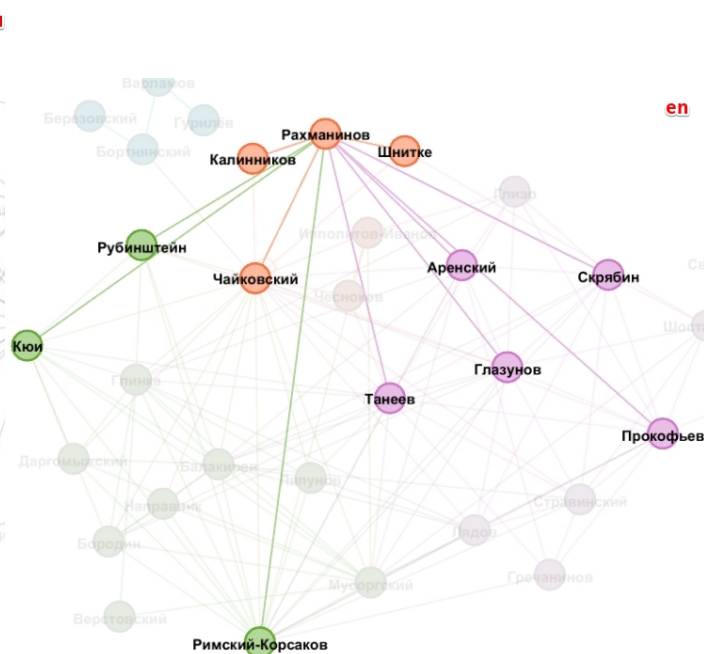 Варламов
en
Березовский
Гурилёв
Рахманинов
Бортнянский
Калинников
Шнитке
Глиэр
Ипполитов-Иванов
Рубинштейн
Аренский
Чайковский
Скрябин
Чесноков
Кюи
Глазунов
Глинка
Танеев
Прокофьев
Даргомыжский
Балакирев
Ляпунов
Направник
Стравинский
Лядов
Бородин
Гречанинов
Мусоргский
Верстовский
Римский-Корсаков